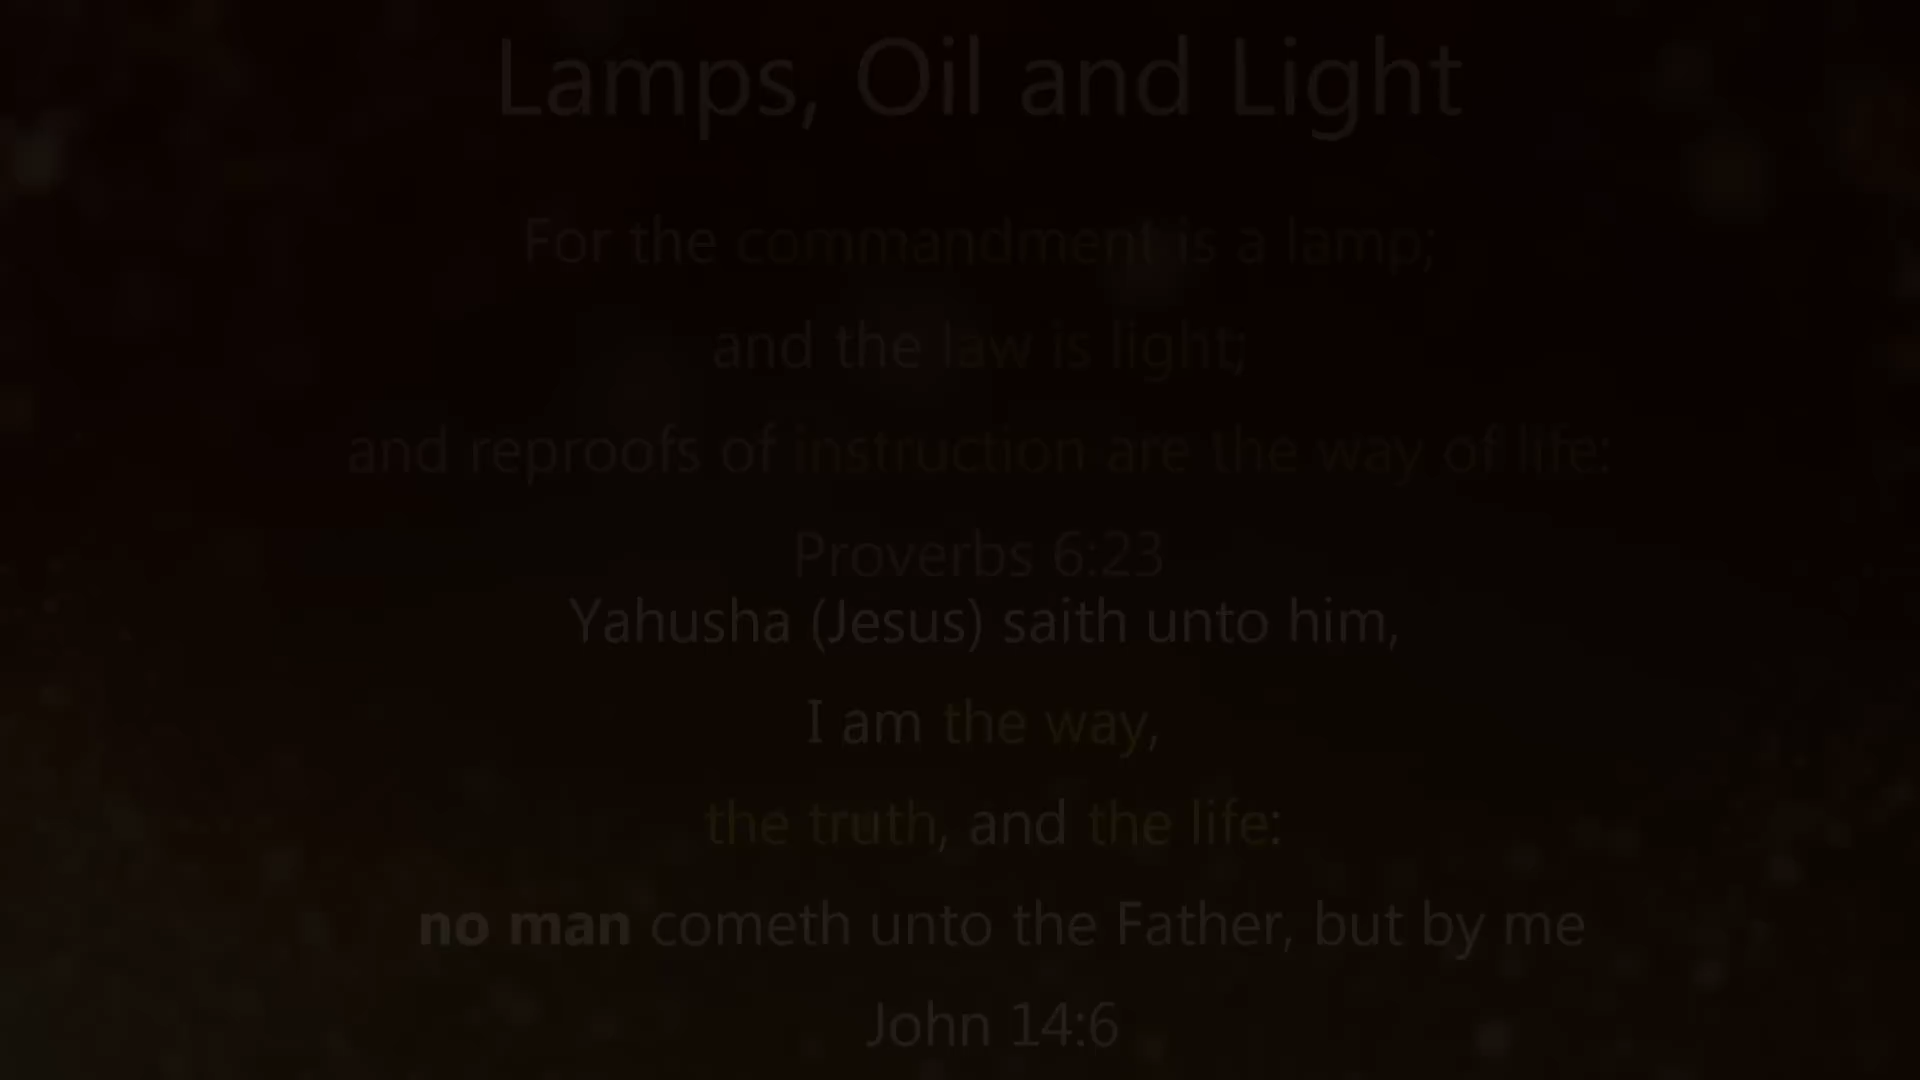 Lamps, Oil and Light
For the commandment is a lamp;
and the law is light;
and reproofs of instruction are the way of life:
Proverbs 6:23
Yahusha (Jesus) saith unto him,
I am the way,
the truth, and the life:
no man cometh unto the Father, but by me
John 14:6